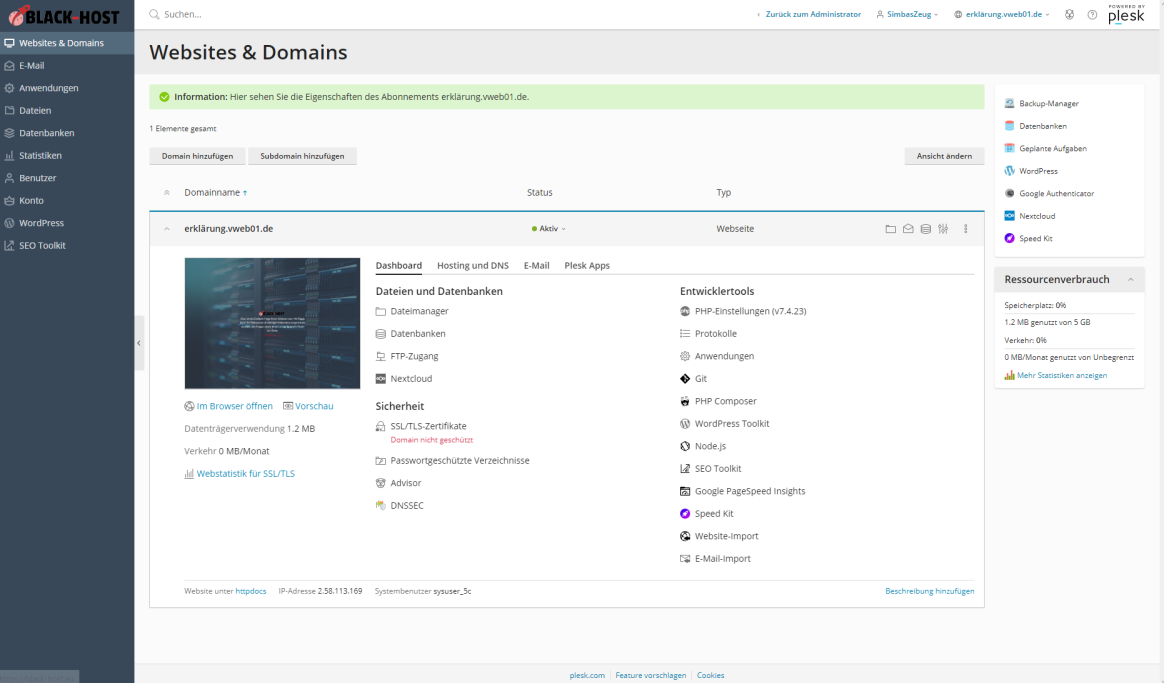 BLACK-HOST
Suchen...
Zurück zum Administrator
SimbasZeug
erklärung.vweb01.de
POWERED BY
plesk
Websites & Domains
E-Mail
Anwendungen
Dateien
Datenbanken
Statistiken
Benutzer
Konto
WordPress
SEO Toolkit
Websites & Domains
Information: Hier sehen Sie die Eigenschaften des Abonnements erklärung.vweb01.de.
1 Elemente gesamt
Domain hinzufügen
Subdomain hinzufügen
Ansicht ändern
Domainname ↑
Status
Typ
erklärung.vweb01.de
Aktiv
Webseite
BLACK-HOST
Im Browser öffnen
Vorschau
Datenträgerverwendung 1.2 MB
Verkehr 0 MB/Monat
Webstatistik für SSL/TLS
Dashboard
Hosting und DNS
E-Mail
Plesk Apps
Dateien und Datenbanken
Dateimanager
Datenbanken
FTP-Zugang
Nextcloud
Sicherheit
SSL/TLS-Zertifikate
Domain nicht geschützt
Passwortgeschützte Verzeichnisse
Advisor
DNSSEC
Entwicklertools
PHP-Einstellungen (v7.4.23)
Protokolle
Anwendungen
Git
PHP Composer
WordPress Toolkit
Node.js
SEO Toolkit
Google PageSpeed Insights
Speed Kit
Website-Import
E-Mail-Import
Website unter httpdocs
IP-Adresse 2.58.113.169
Systembenutzer sysuser_5c
Beschreibung hinzufügen
Backup-Manager
Datenbanken
Geplante Aufgaben
WordPress
Google Authenticator
Nextcloud
Speed Kit
Ressourcenverbrauch
Speicherplatz: 0%
1.2 MB genutzt von 5 GB
Verkehr: 0%
0 MB/Monat genutzt von Unbegrenzt
Mehr Statistiken anzeigen
plesk.com
Feature vorschlagen
Cookies